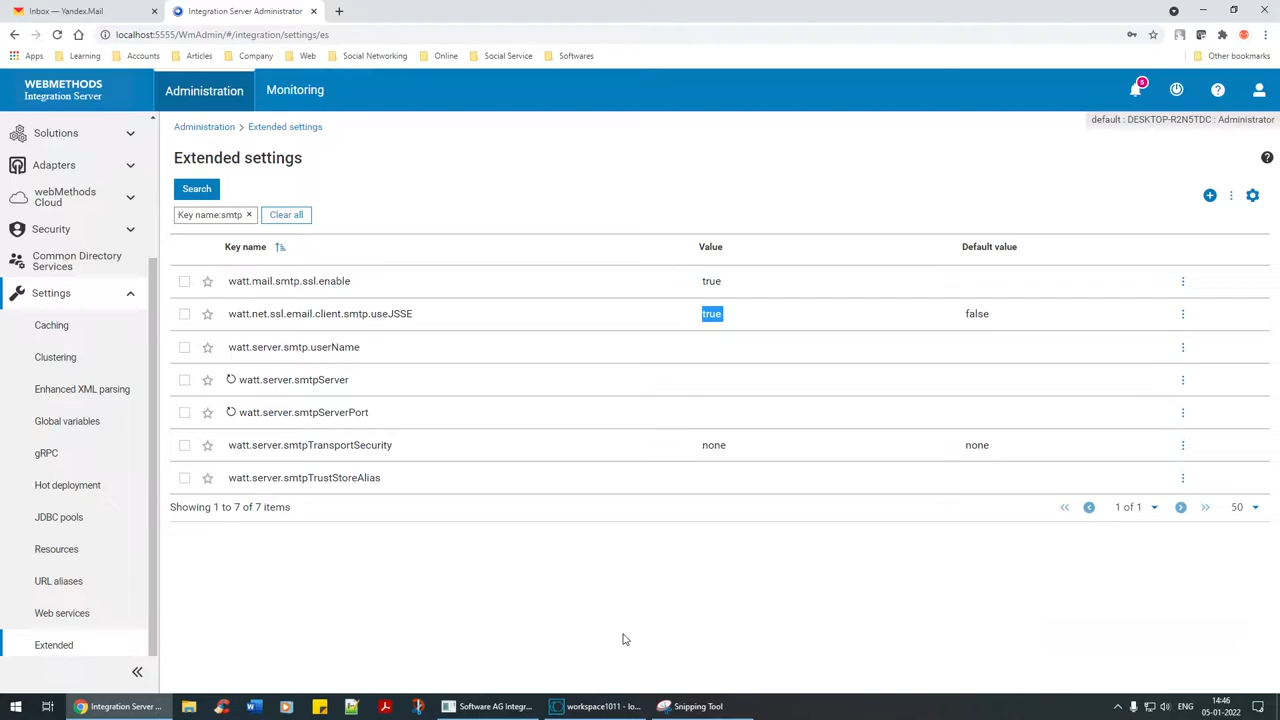 Inbox — Yandex.Mail
Integration Server Administrator
localhost:5555/WmAdmin/#/integration/settings/es
Apps
Learning
Accounts
Articles
Company
Web
Social Networking
Online
Social Service
Softwares
Other bookmarks
WEBMETHODS
Integration Server
Administration
Monitoring
5
default : DESKTOP-R2N5TDC : Administrator
Solutions
Adapters
webMethods
Cloud
Security
Common Directory
Services
Settings
Caching
Clustering
Enhanced XML parsing
Global variables
gRPC
Hot deployment
JDBC pools
Resources
URL aliases
Web services
Extended
Administration > Extended settings
Extended settings
Search
Key name:smtp ×
Clear all
Key name Value Default value
watt.mail.smtp.ssl.enable true
watt.net.ssl.email.client.smtp.useJSSE true false
watt.server.smtp.userName
watt.server.smtpServer
watt.server.smtpServerPort
watt.server.smtpTransportSecurity none none
watt.server.smtpTrustStoreAlias
Showing 1 to 7 of 7 items
1 of 1
50
Integration Server ...
Software AG Integr...
workspace1011 - Io...
Snipping Tool
ENG
14:46
05-01-2022